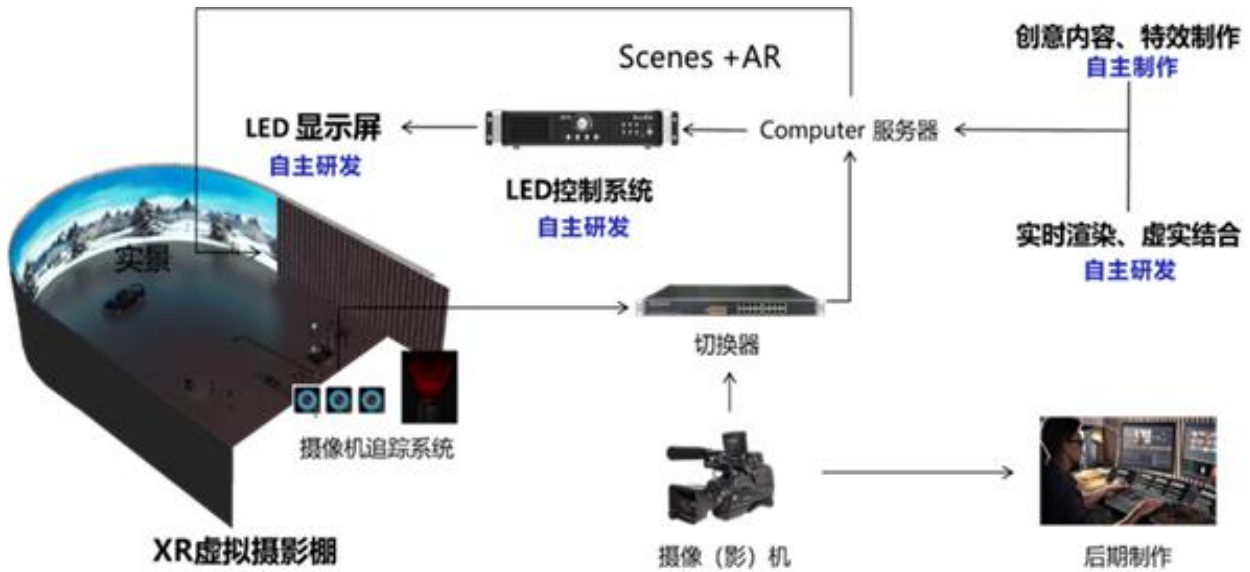 创意内容、特效制作
自主制作
Scenes +AR
LED 显示屏
自主研发
Computer 服务器
LED控制系统
自主研发
实时渲染、虚实结合
自主研发
实景
切换器
摄像机追踪系统
XR虚拟摄影棚
摄像（影）机
后期制作